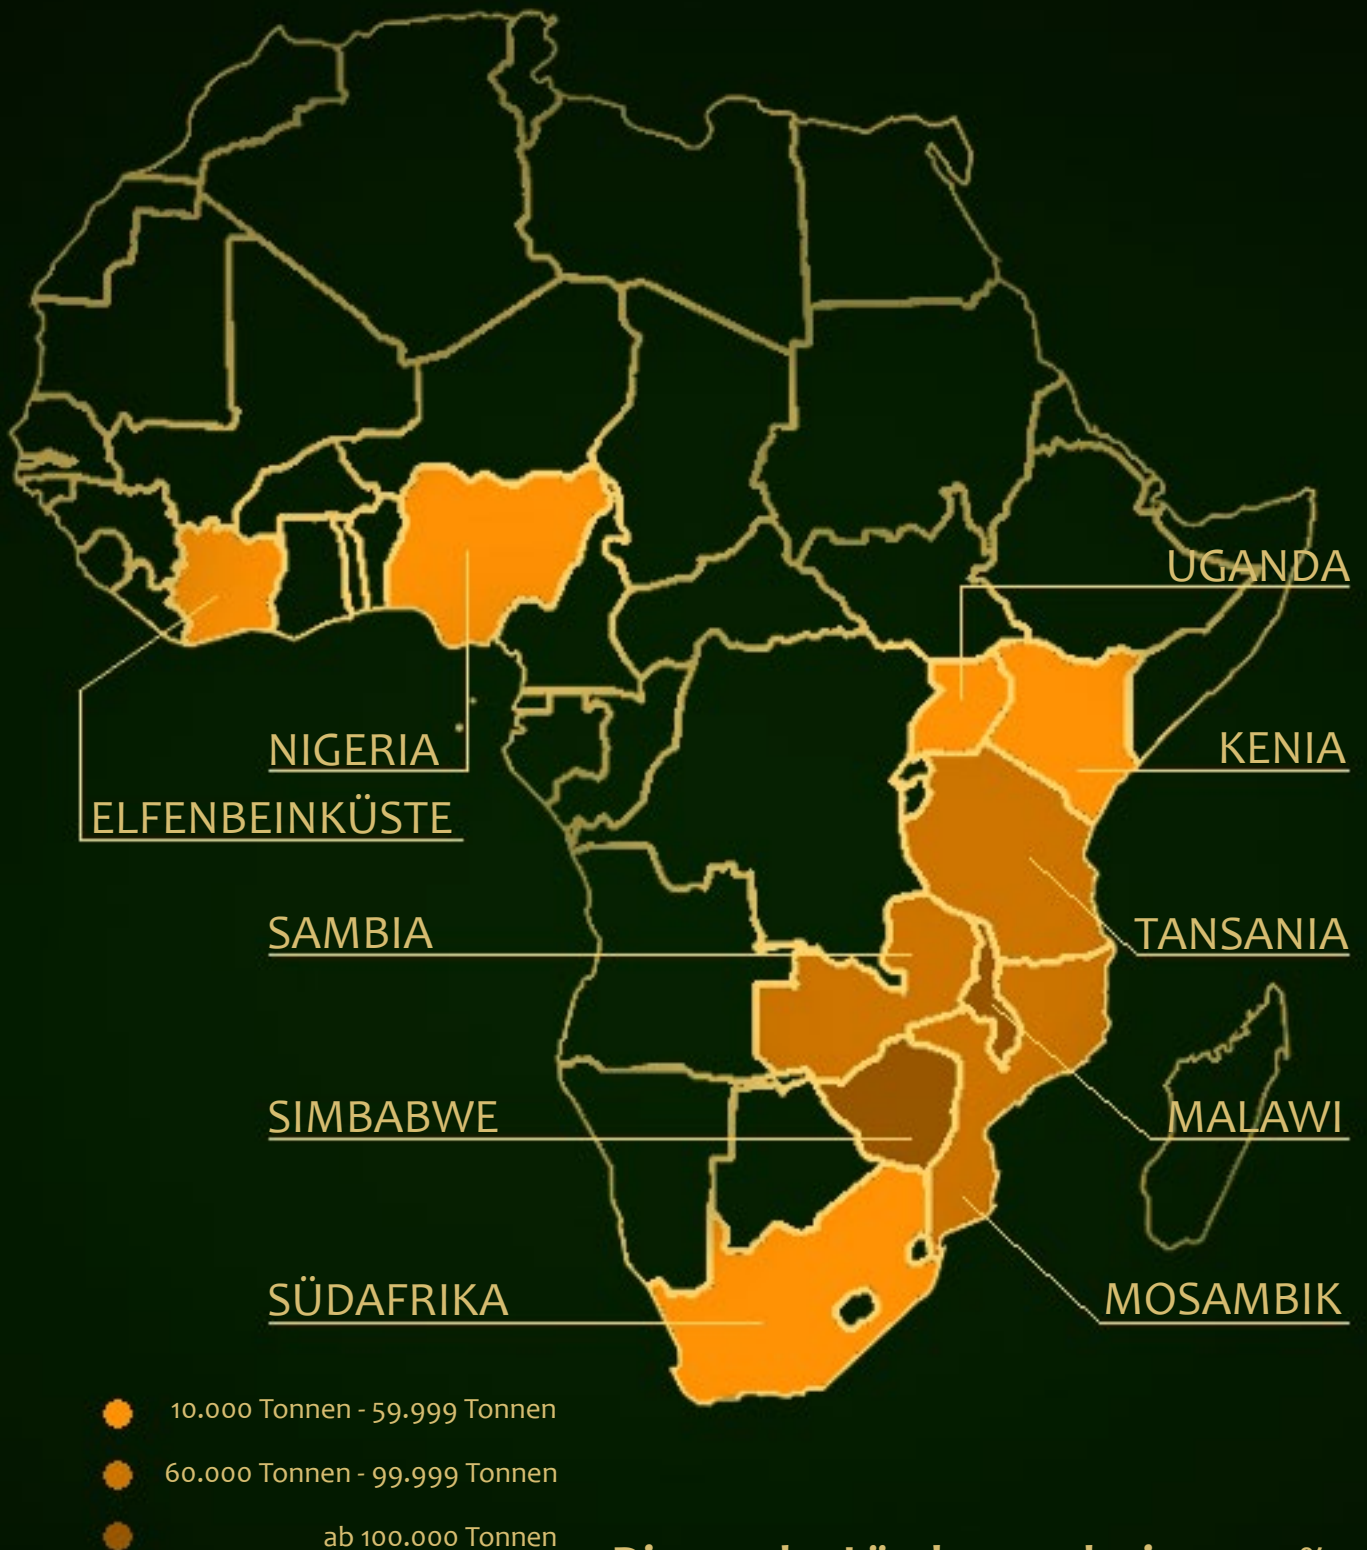 UGANDA
NIGERIA
KENIA
ELFENBEINKÜSTE
SAMBIA
TANSANIA
SIMBABWE
MALAWI
SÜDAFRIKA
MOSAMBIK
10.000 Tonnen - 59.999 Tonnen
60.000 Tonnen - 99.999 Tonnen
ab 100.000 Tonnen